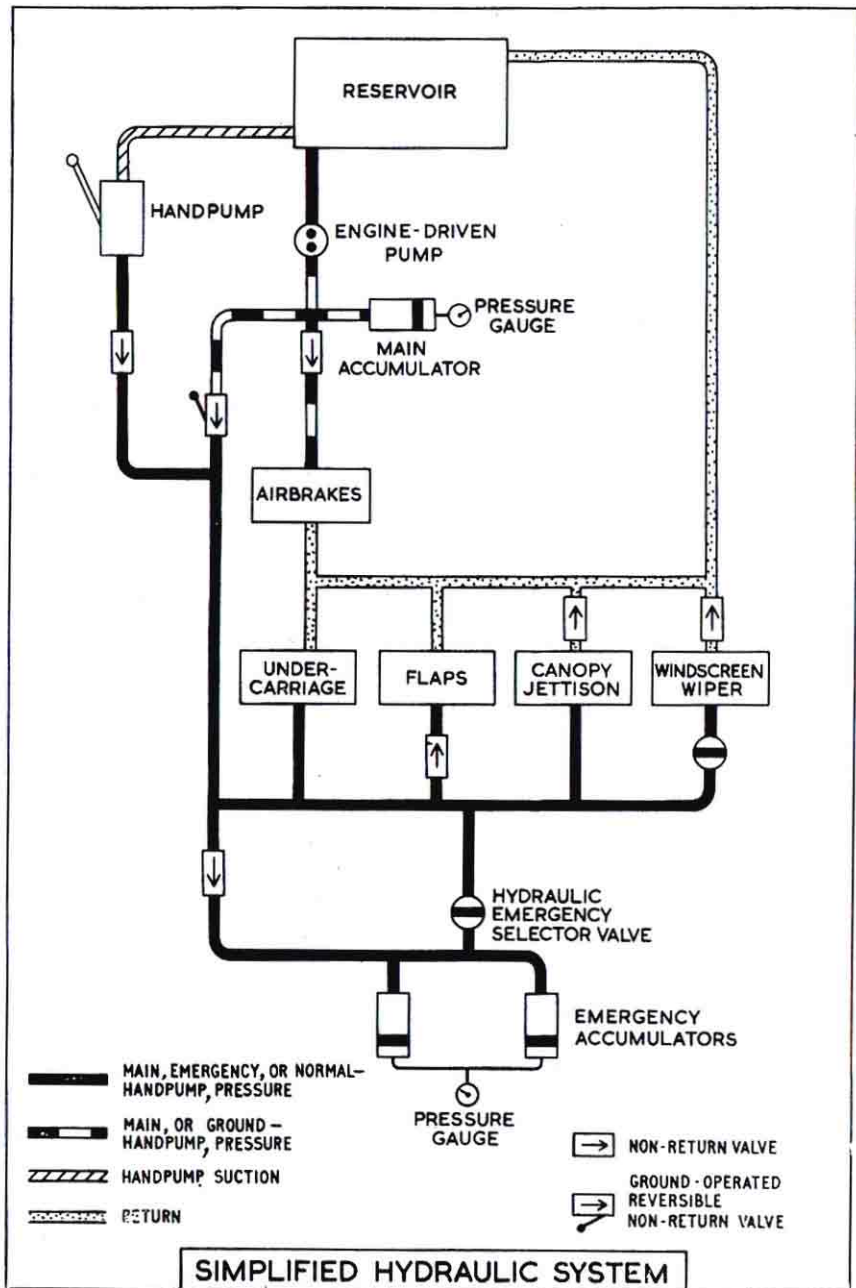 RESERVOIR
HANDPUMP
ENGINE-DRIVEN
PUMP
PRESSURE
GAUGE
MAIN
ACCUMULATOR
AIRBRAKES
UNDER-
CARRIAGE
FLAPS
CANOPY
JETTISON
WINDSCREEN
WIPER
HYDRAULIC
EMERGENCY
SELECTOR VALVE
EMERGENCY
ACCUMULATORS
PRESSURE
GAUGE
MAIN, EMERGENCY, OR NORMAL-
HANDPUMP, PRESSURE
MAIN, OR GROUND-
HANDPUMP, PRESSURE
HANDPUMP SUCTION
RETURN
NON-RETURN VALVE
GROUND-OPERATED
REVERSIBLE
NON-RETURN VALVE
SIMPLIFIED HYDRAULIC SYSTEM